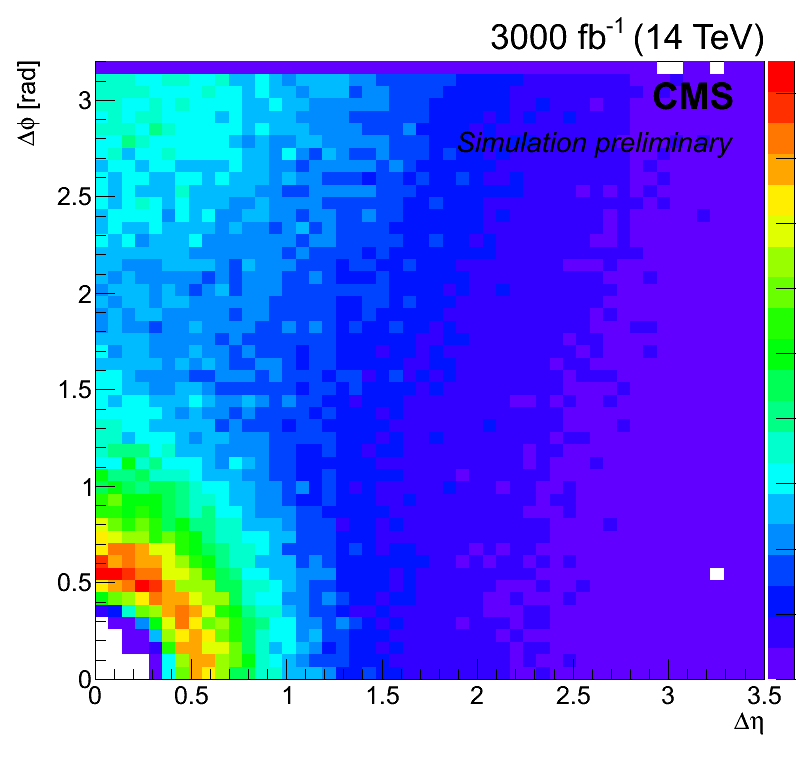 3000 fb-1 (14 TeV)
CMS
Simulation preliminary
Δϕ [rad]
3
2.5
2
1.5
1
0.5
0
0 0.5 1 1.5 2 2.5 3 3.5
Δη